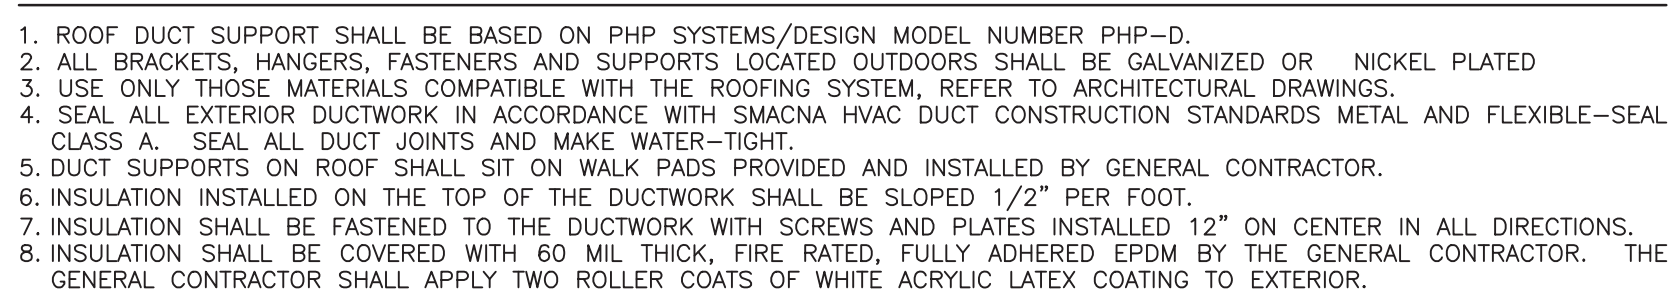 1. ROOF DUCT SUPPORT SHALL BE BASED ON PHP SYSTEMS/DESIGN MODEL NUMBER PHP-D.
2. ALL BRACKETS, HANGERS, FASTENERS AND SUPPORTS LOCATED OUTDOORS SHALL BE GALVANIZED OR NICKEL PLATED
3. USE ONLY THOSE MATERIALS COMPATIBLE WITH THE ROOFING SYSTEM, REFER TO ARCHITECTURAL DRAWINGS.
4. SEAL ALL EXTERIOR DUCTWORK IN ACCORDANCE WITH SMACNA HVAC DUCT CONSTRUCTION STANDARDS METAL AND FLEXIBLE-SEAL
CLASS A. SEAL ALL DUCT JOINTS AND MAKE WATER-TIGHT.
5. DUCT SUPPORTS ON ROOF SHALL SIT ON WALK PADS PROVIDED AND INSTALLED BY GENERAL CONTRACTOR.
6. INSULATION INSTALLED ON THE TOP OF THE DUCTWORK SHALL BE SLOPED 1/2" PER FOOT.
7. INSULATION SHALL BE FASTENED TO THE DUCTWORK WITH SCREWS AND PLATES INSTALLED 12" ON CENTER IN ALL DIRECTIONS.
8. INSULATION SHALL BE COVERED WITH 60 MIL THICK, FIRE RATED, FULLY ADHERED EPDM BY THE GENERAL CONTRACTOR. THE
GENERAL CONTRACTOR SHALL APPLY TWO ROLLER COATS OF WHITE ACRYLIC LATEX COATING TO EXTERIOR.